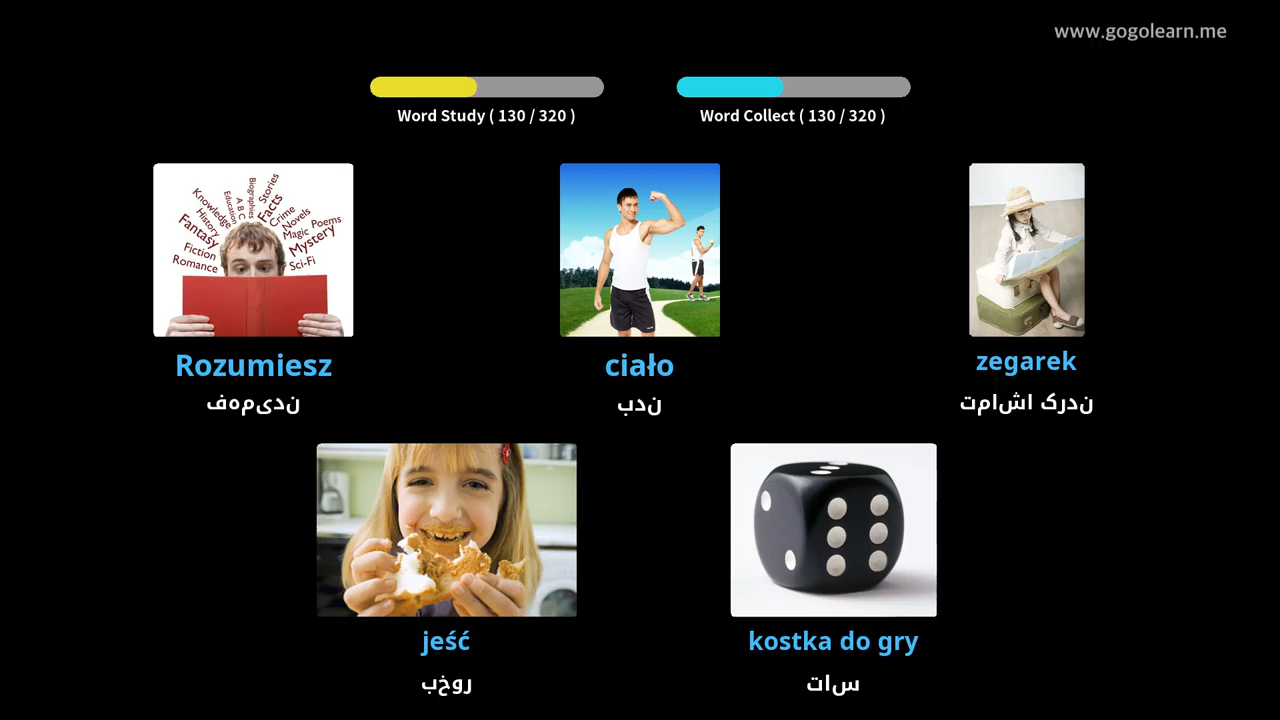 www.gogolearn.me
Word Study ( 130 / 320 )
Word Collect ( 130 / 320 )
Romance
Fiction
Fantasy
History
Knowledge
Education
A B C
Biographies
Facts
Stories
Crime
Novels
Magic
Poems
Mystery
Sci-Fi
Rozumiesz
ندیمهف
ciało
ندب
zegarek
ندرک اشامت
jeść
روخب
kostka do gry
سات